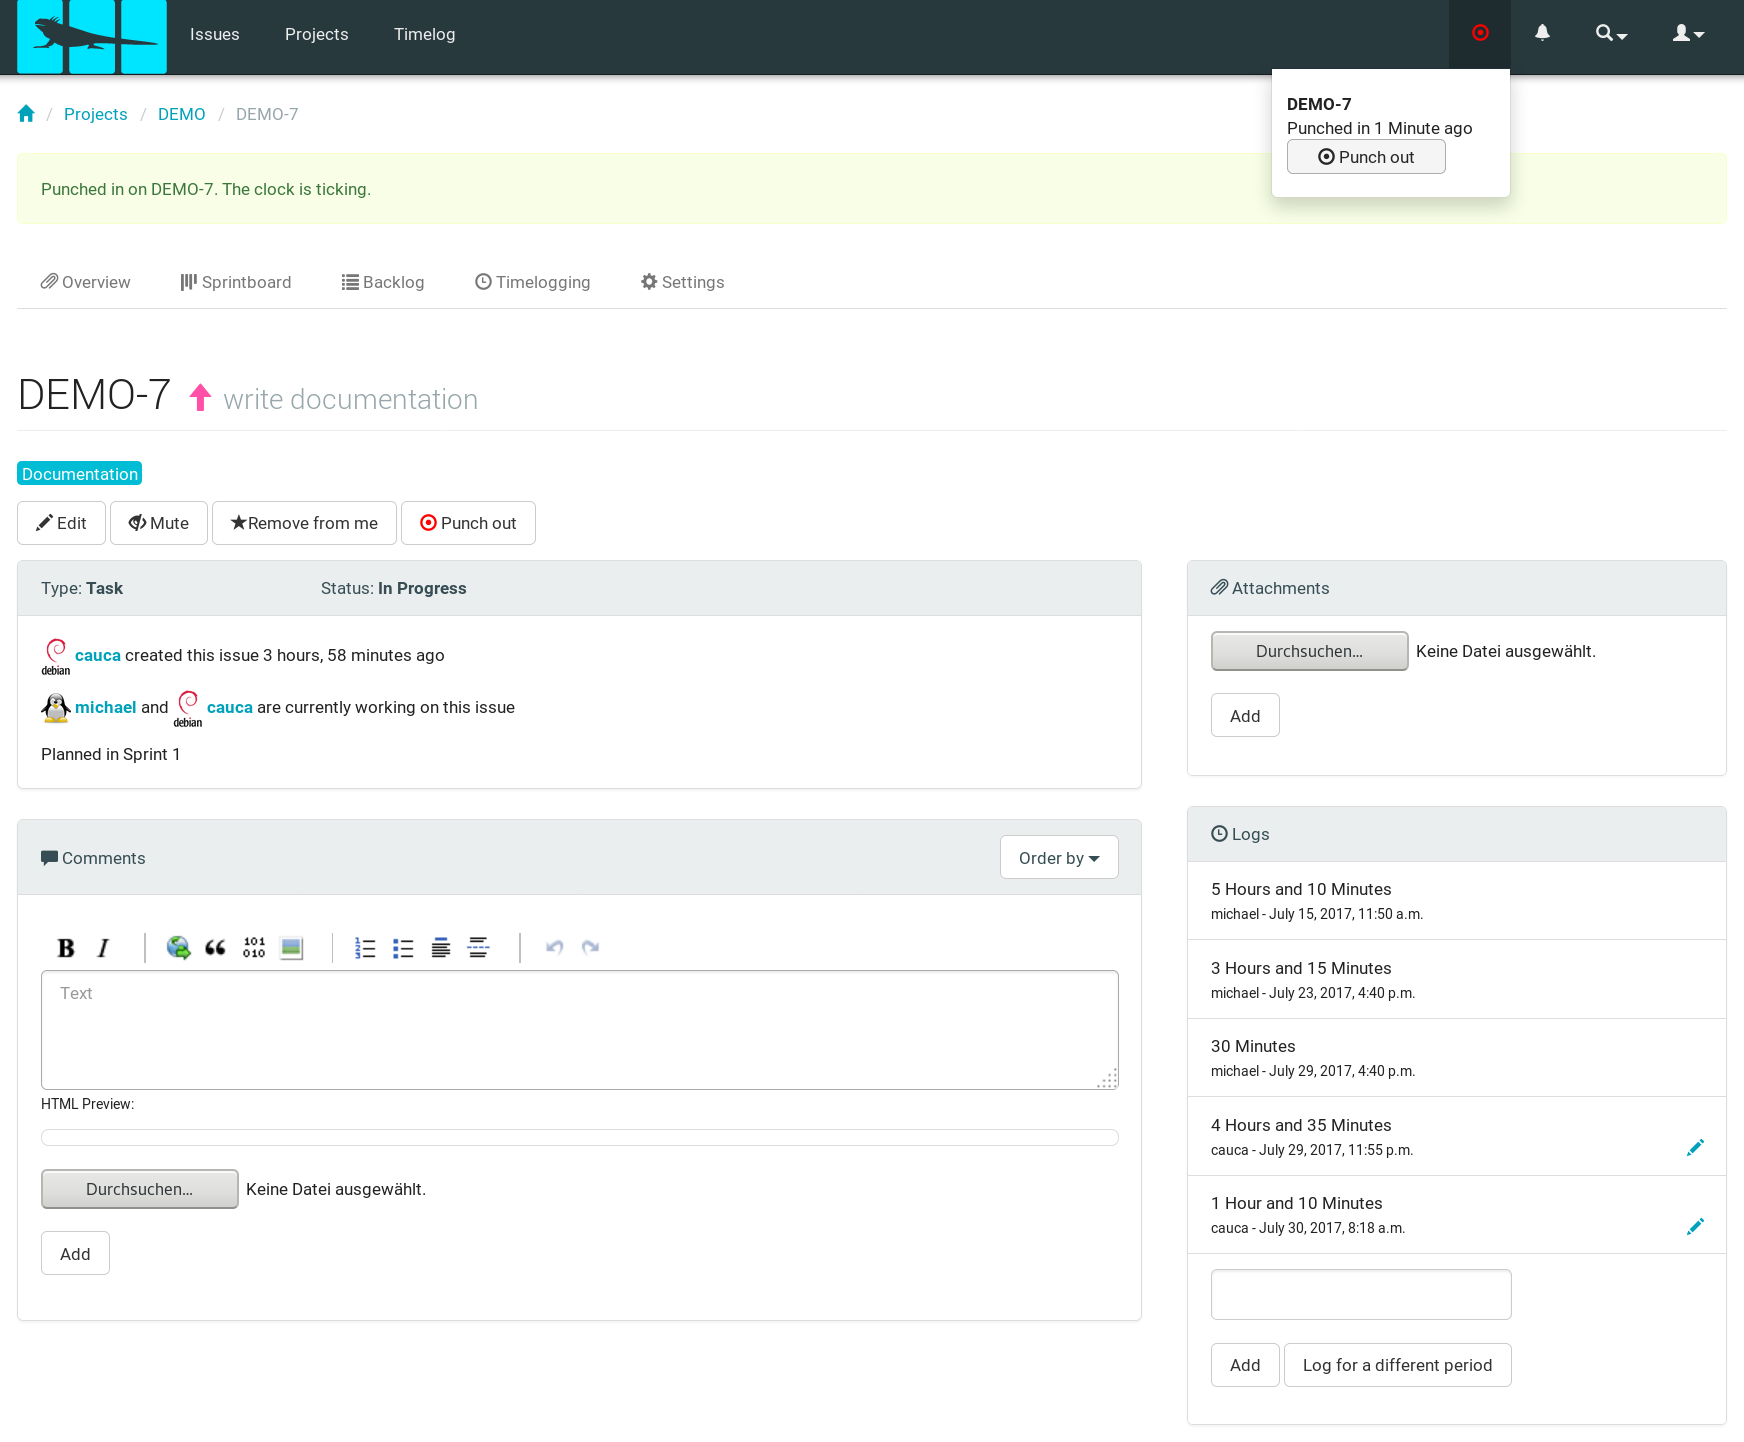 Issues Projects Timelog
DEMO-7
Punched in 1 Minute ago
Punch out
/ Projects / DEMO / DEMO-7
Punched in on DEMO-7. The clock is ticking.
Overview Sprintboard Backlog Timelogging Settings
DEMO-7 write documentation
Documentation
Edit Mute Remove from me Punch out
Type: Task Status: In Progress
debian cauca created this issue 3 hours, 58 minutes ago
michael and debian cauca are currently working on this issue
Planned in Sprint 1
Comments Order by
B I 101 010 1 2 3
Text
HTML Preview:
Durchsuchen... Keine Datei ausgewählt.
Add
Attachments
Durchsuchen... Keine Datei ausgewählt.
Add
Logs
5 Hours and 10 Minutes
michael - July 15, 2017, 11:50 a.m.
3 Hours and 15 Minutes
michael - July 23, 2017, 4:40 p.m.
30 Minutes
michael - July 29, 2017, 4:40 p.m.
4 Hours and 35 Minutes
cauca - July 29, 2017, 11:55 p.m.
1 Hour and 10 Minutes
cauca - July 30, 2017, 8:18 a.m.
Add Log for a different period